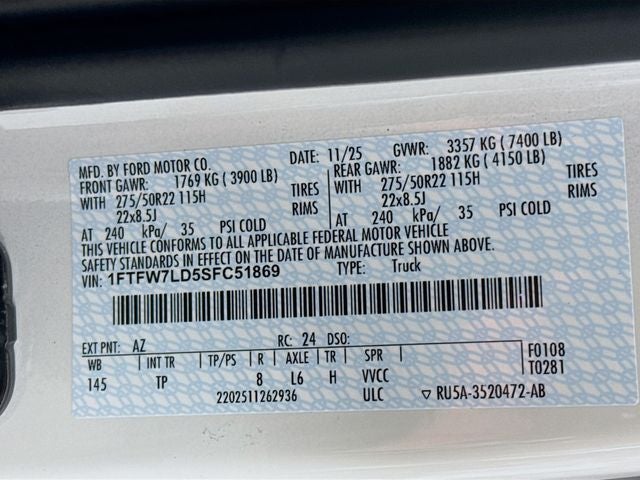 MFD. BY FORD MOTOR CO. DATE: 11/25 GVWR: 3357 KG ( 7400 LB)
FRONT GAWR: 1769 KG ( 3900 LB) REAR GAWR: 1882 KG ( 4150 LB)
WITH 275/50R22 115H TIRES WITH 275/50R22 115H TIRES
22x8.5J RIMS 22x8.5J RIMS
AT 240 kPa/ 35 PSI COLD AT 240 kPa/ 35 PSI COLD
THIS VEHICLE CONFORMS TO ALL APPLICABLE FEDERAL MOTOR VEHICLE
SAFETY STANDARDS IN EFFECT ON THE DATE OF MANUFACTURE SHOWN ABOVE.
VIN: 1FTFW7LD5SFC51869 TYPE: Truck
EXT PNT: AZ RC: 24 DSO:
WB INT TR TP/PS R AXLE TR SPR F0108
145 TP 8 L6 H VVCC T0281
2202511262936 ULC ▽ RU5A-3520472-AB